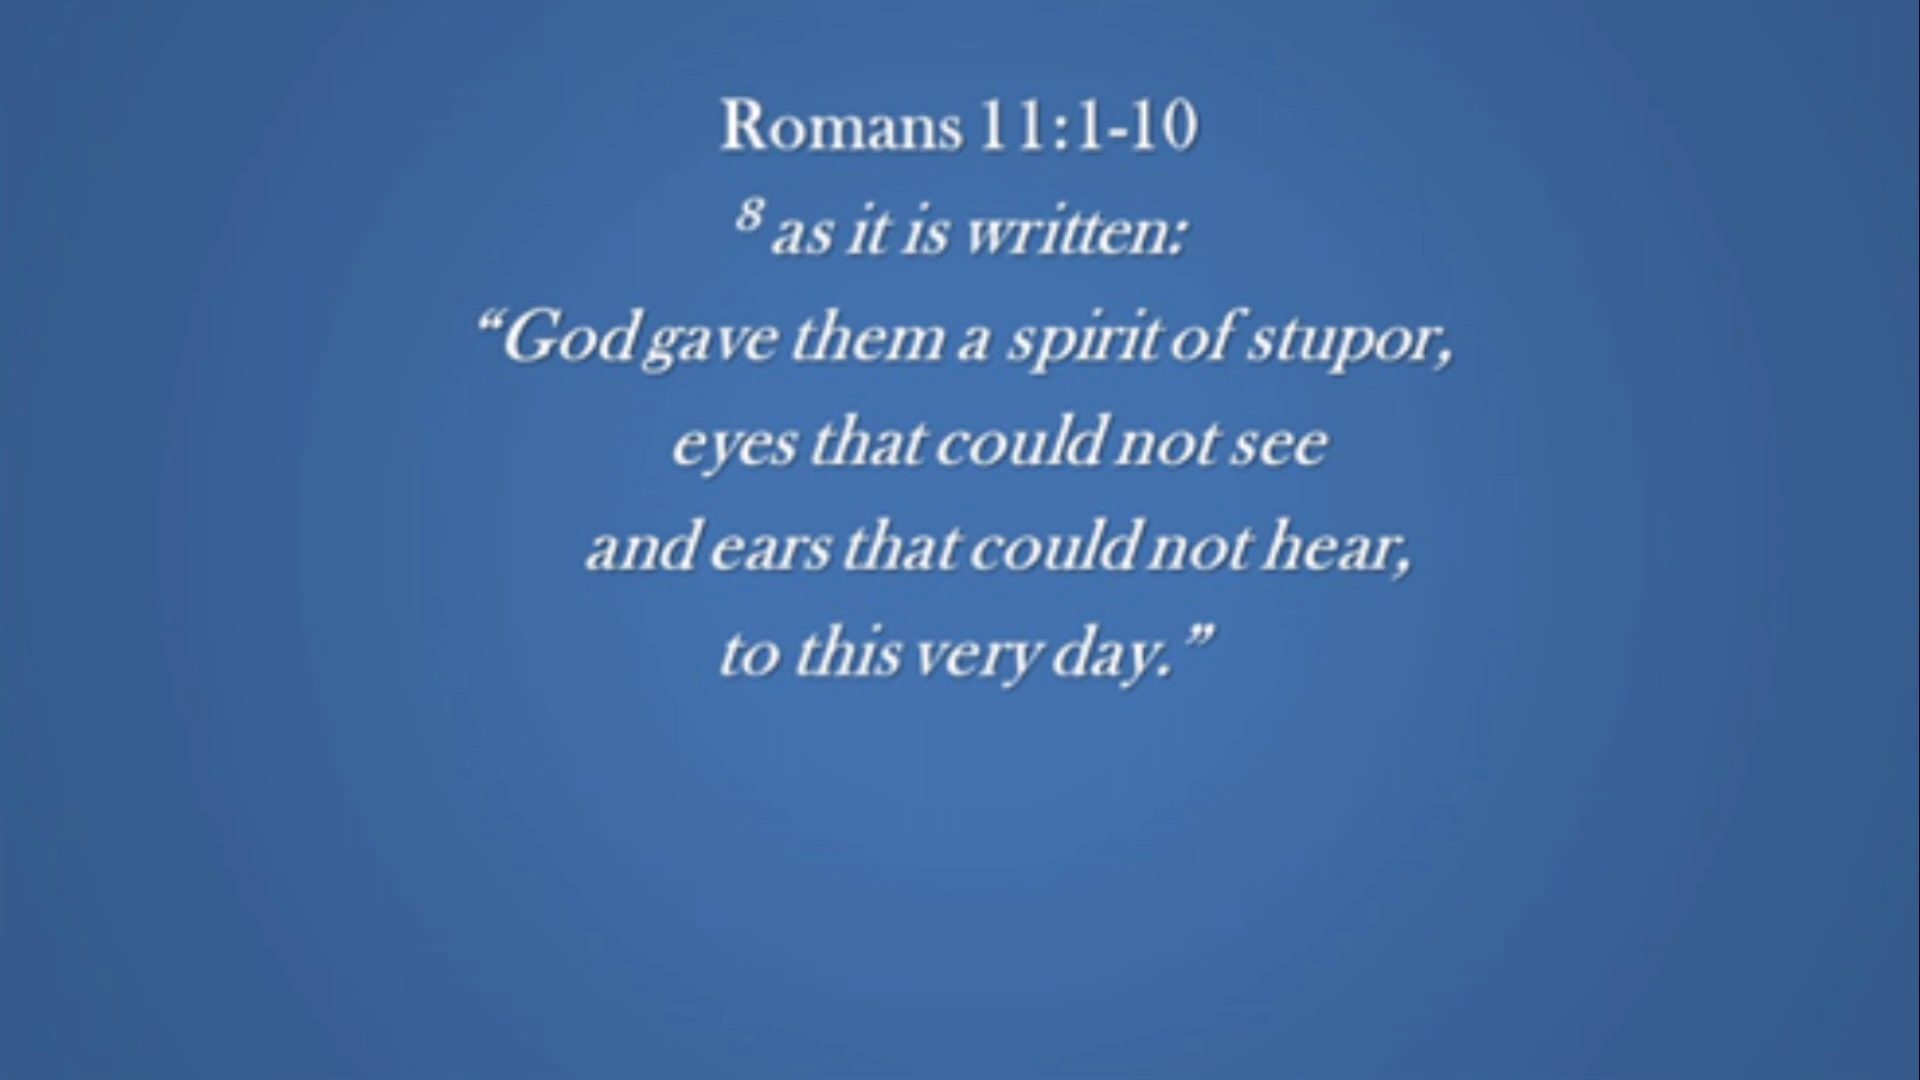 Romans 11:1-10
⁸ as it is written:
“God gave them a spirit of stupor,
eyes that could not see
and ears that could not hear,
to this very day.”